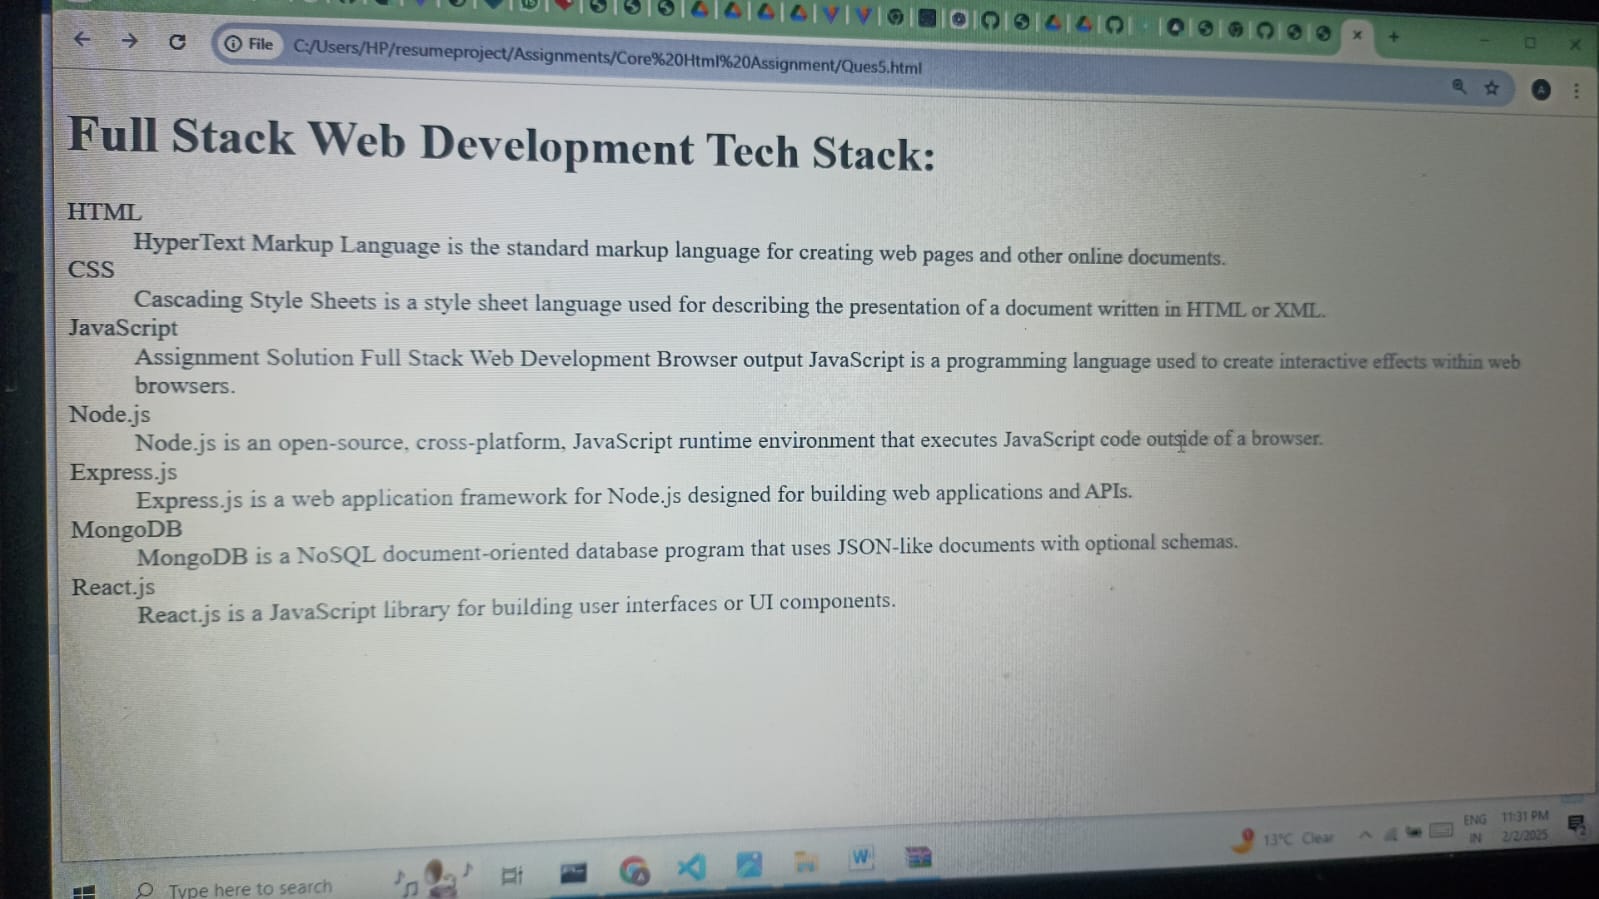 File C:/Users/HP/resumeproject/Assignments/Core%20Html%20Assignment/Ques5.html
A
Full Stack Web Development Tech Stack:
HTML
HyperText Markup Language is the standard markup language for creating web pages and other online documents.
CSS
Cascading Style Sheets is a style sheet language used for describing the presentation of a document written in HTML or XML.
JavaScript
Assignment Solution Full Stack Web Development Browser output JavaScript is a programming language used to create interactive effects within web
browsers.
Node.js
Node.js is an open-source, cross-platform, JavaScript runtime environment that executes JavaScript code outside of a browser.
Express.js
Express.js is a web application framework for Node.js designed for building web applications and APIs.
MongoDB
MongoDB is a NoSQL document-oriented database program that uses JSON-like documents with optional schemas.
React.js
React.js is a JavaScript library for building user interfaces or UI components.
Type here to search
W
13°C Clear
ENG
IN
11:31 PM
2/2/2025
2